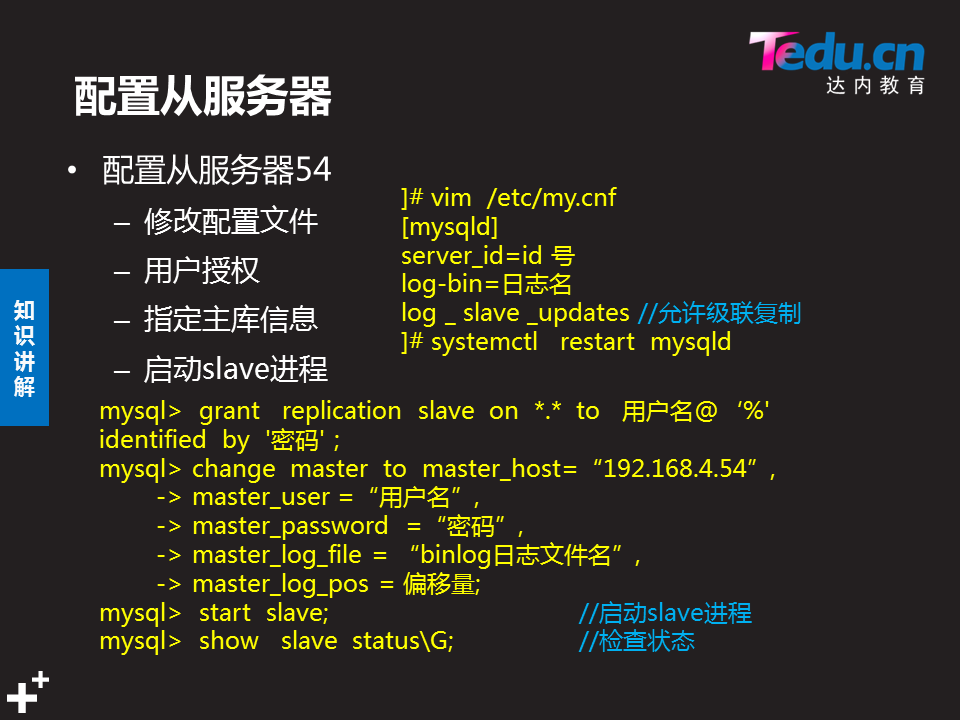 Tedu.cn
达内教育
配置从服务器
• 配置从服务器54
– 修改配置文件
– 用户授权
– 指定主库信息
– 启动slave进程
]# vim /etc/my.cnf
[mysqld]
server_id=id 号
log-bin=日志名
log _ slave _updates //允许级联复制
]# systemctl restart mysqld
知识讲解
mysql> grant replication slave on *.* to 用户名@‘%'
identified by '密码' ;
mysql> change master to master_host=“192.168.4.54”,
-> master_user =“用户名”,
-> master_password =“密码”,
-> master_log_file = “binlog日志文件名”,
-> master_log_pos = 偏移量;
mysql> start slave; //启动slave进程
mysql> show slave status\G; //检查状态